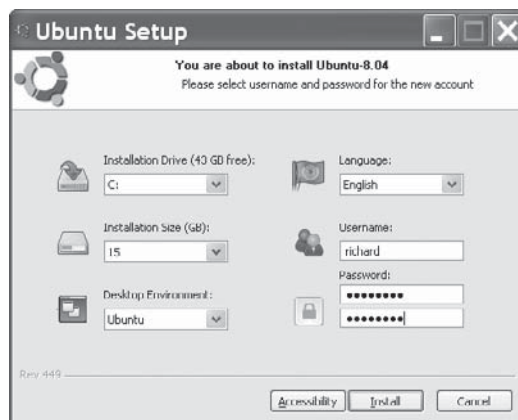 Ubuntu Setup
You are about to install Ubuntu-8.04
Please select username and password for the new account
Installation Drive (43 GB free):
C:
Language:
English
Installation Size (GB):
15
Username:
richard
Desktop Environment:
Ubuntu
Password:
••••••••
••••••••
Rev 449
Accessibility
Install
Cancel